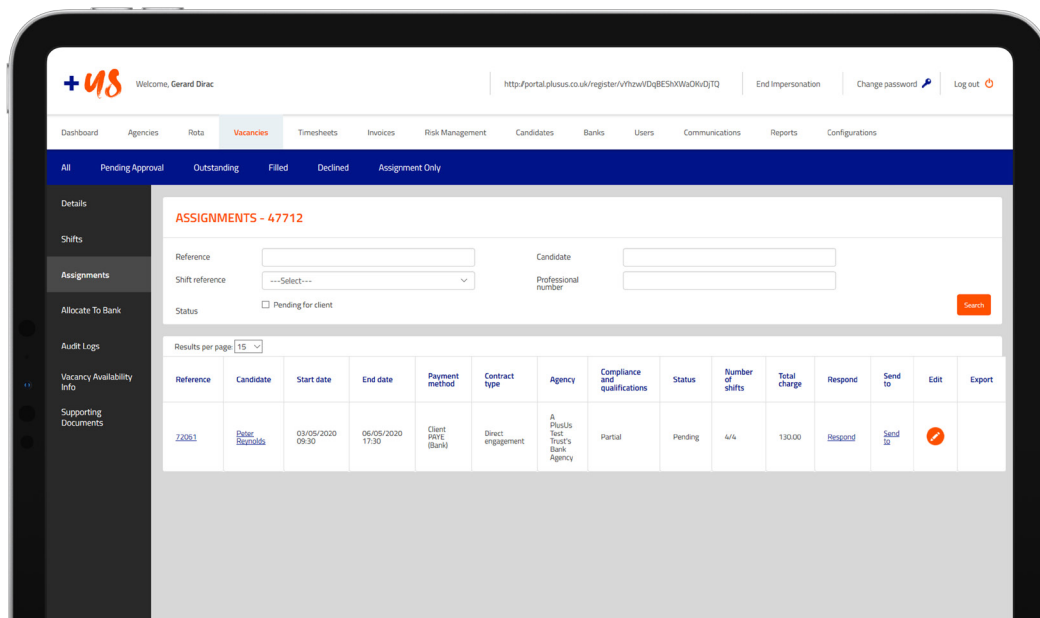 +us
Welcome, Gerard Dirac
http://portal.plusus.co.uk/register/vYhzwVDqBEShXWaOKvDjTQ
End Impersonation
Change password
Log out
Dashboard Agencies Rota Vacancies Timesheets Invoices Risk Management Candidates Banks Users Communications Reports Configurations
All Pending Approval Outstanding Filled Declined Assignment Only
Details
Shifts
Assignments
Allocate To Bank
Audit Logs
Vacancy Availability
Info
Supporting
Documents
ASSIGNMENTS - 47712
Reference
Candidate
Shift reference
---Select---
Professional
number
Status
Pending for client
Search
Results per page: 15
Reference
Candidate
Start date
End date
Payment
method
Contract
type
Agency
Compliance
and
qualifications
Status
Number
of
shifts
Total
charge
Respond
Send
to
Edit
Export
72061
Peter
Reynolds
03/05/2020
09:30
06/05/2020
17:30
Client
PAYE
(Bank)
Direct
engagement
A
PlusUs
Test
Trust's
Bank
Agency
Partial
Pending
4/4
130.00
Respond
Send
to